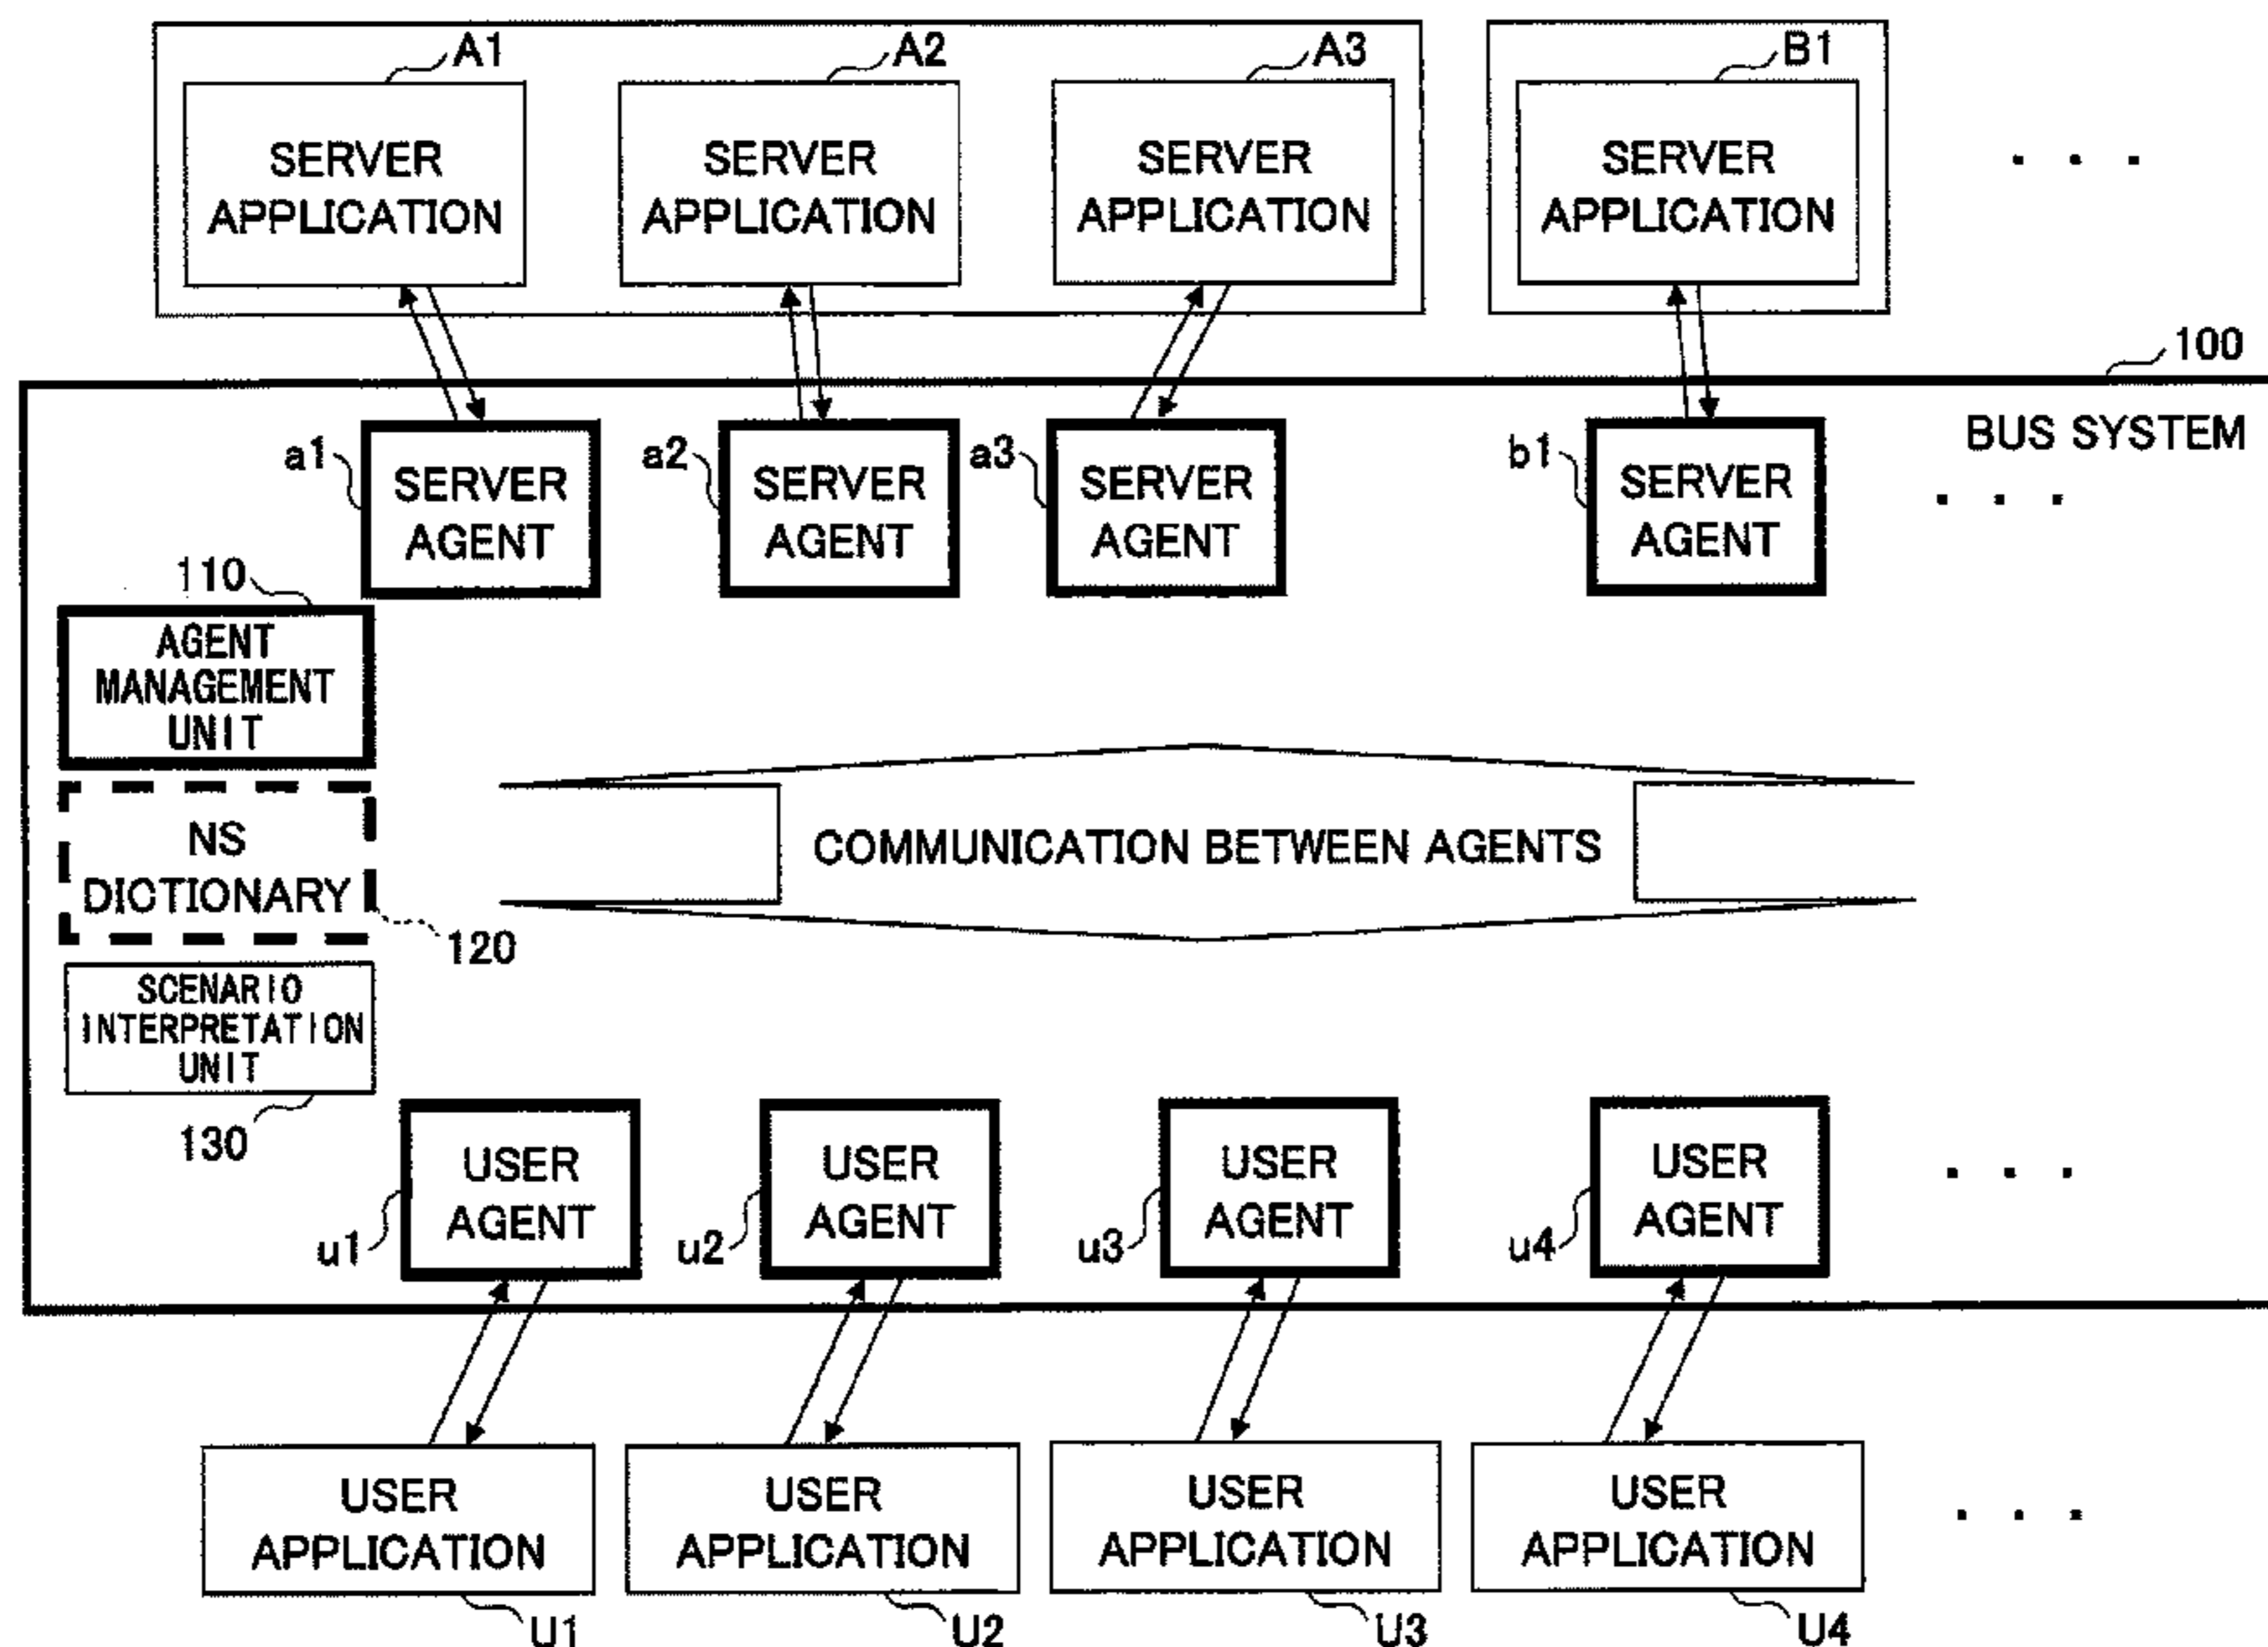 A1
A2
A3
B1
SERVER
APPLICATION
SERVER
APPLICATION
SERVER
APPLICATION
SERVER
APPLICATION
. . .
100
BUS SYSTEM
a1
SERVER
AGENT
a2
SERVER
AGENT
a3
SERVER
AGENT
b1
SERVER
AGENT
. . .
110
AGENT
MANAGEMENT
UNIT
NS
DICTIONARY
120
COMMUNICATION BETWEEN AGENTS
SCENARIO
INTERPRETATION
UNIT
130
u1
USER
AGENT
u2
USER
AGENT
u3
USER
AGENT
u4
USER
AGENT
. . .
USER
APPLICATION
USER
APPLICATION
USER
APPLICATION
USER
APPLICATION
. . .
U1
U2
U3
U4